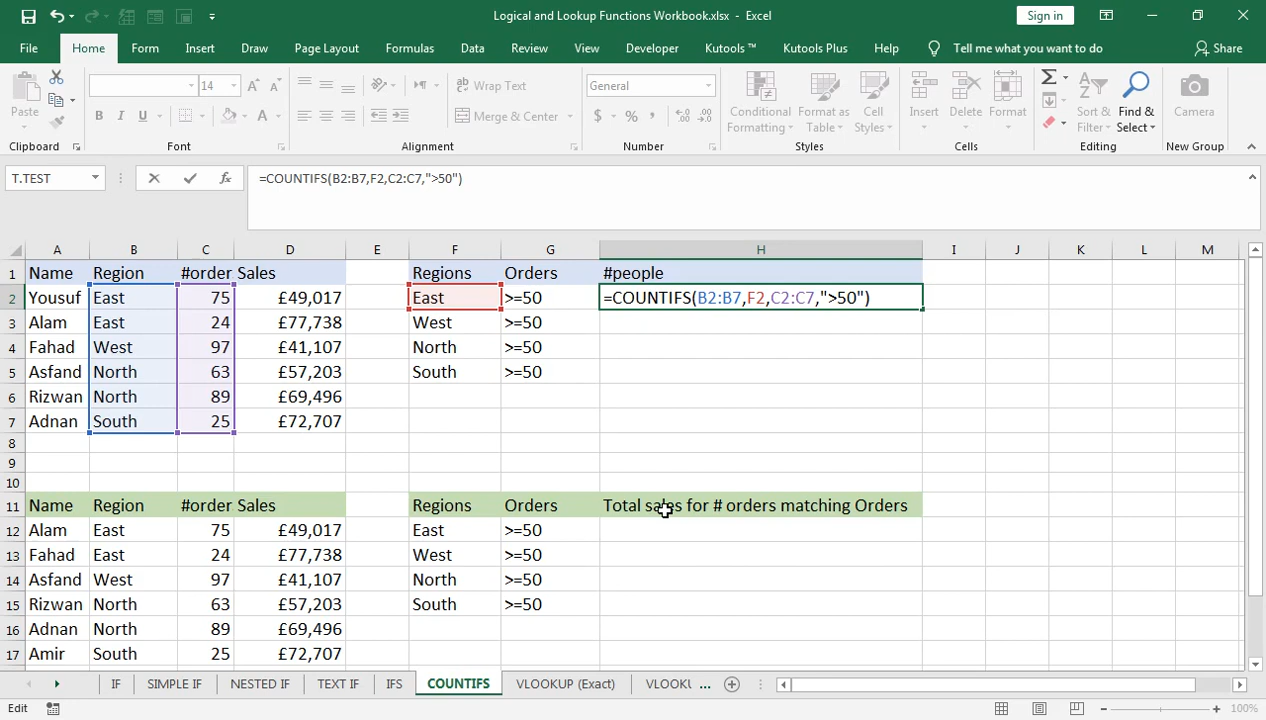 Logical and Lookup Functions Workbook.xlsx - Excel
Sign in
File Home Form Insert Draw Page Layout Formulas Data Review View Developer Kutools ™ Kutools Plus Help Tell me what you want to do Share
Paste
14
B I U
A A
Wrap Text
Merge & Center
General
$ % ,
Conditional Formatting
Format as Table
Cell Styles
Insert
Delete
Format
Sort & Filter
Find & Select
Camera
Clipboard Font Alignment Number Styles Cells Editing New Group
T.TEST fx =COUNTIFS(B2:B7,F2,C2:C7,">50")
A B C D E F G H I J K L M
1 Name Region #order Sales Regions Orders #people
2 Yousuf East 75 £49,017 East >=50 =COUNTIFS(B2:B7,F2,C2:C7,">50")
3 Alam East 24 £77,738 West >=50
4 Fahad West 97 £41,107 North >=50
5 Asfand North 63 £57,203 South >=50
6 Rizwan North 89 £69,496
7 Adnan South 25 £72,707
8
9
10
11 Name Region #order Sales Regions Orders Total sales for # orders matching Orders
12 Alam East 75 £49,017 East >=50
13 Fahad East 24 £77,738 West >=50
14 Asfand West 97 £41,107 North >=50
15 Rizwan North 63 £57,203 South >=50
16 Adnan North 89 £69,496
17 Amir South 25 £72,707
IF SIMPLE IF NESTED IF TEXT IF IFS COUNTIFS VLOOKUP (Exact) VLOOKU ...
Edit 100%